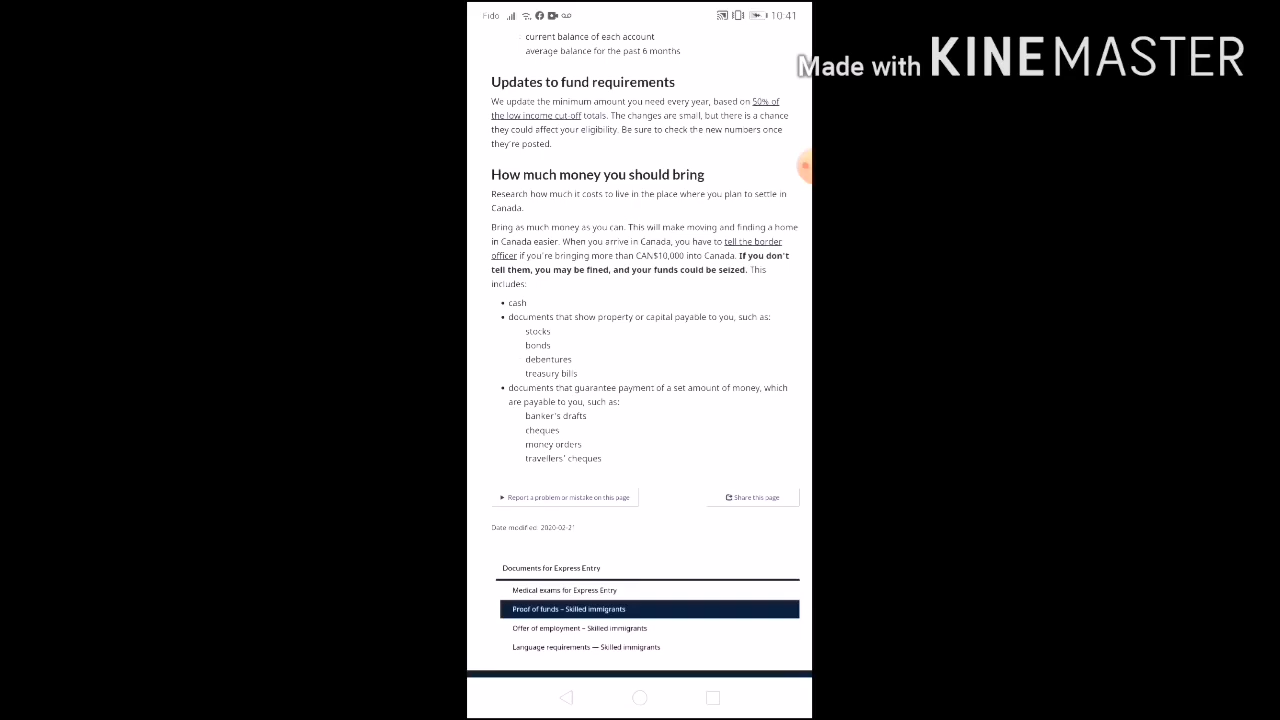 Fido 10:41
Made with KINEMASTER
current balance of each account
average balance for the past 6 months
Updates to fund requirements
We update the minimum amount you need every year, based on 50% of
the low income cut-off totals. The changes are small, but there is a chance
they could affect your eligibility. Be sure to check the new numbers once
they're posted.
How much money you should bring
Research how much it costs to live in the place where you plan to settle in
Canada.
Bring as much money as you can. This will make moving and finding a home
in Canada easier. When you arrive in Canada, you have to tell the border
officer if you're bringing more than CAN$10,000 into Canada. If you don't
tell them, you may be fined, and your funds could be seized. This
includes:
• cash
• documents that show property or capital payable to you, such as:
stocks
bonds
debentures
treasury bills
• documents that guarantee payment of a set amount of money, which
are payable to you, such as:
banker's drafts
cheques
money orders
travellers' cheques
Report a problem or mistake on this page
Share this page
Date modified 2020-02-21
Documents for Express Entry
Medical exams for Express Entry
Proof of funds – Skilled immigrants
Offer of employment – Skilled immigrants
Language requirements — Skilled immigrants